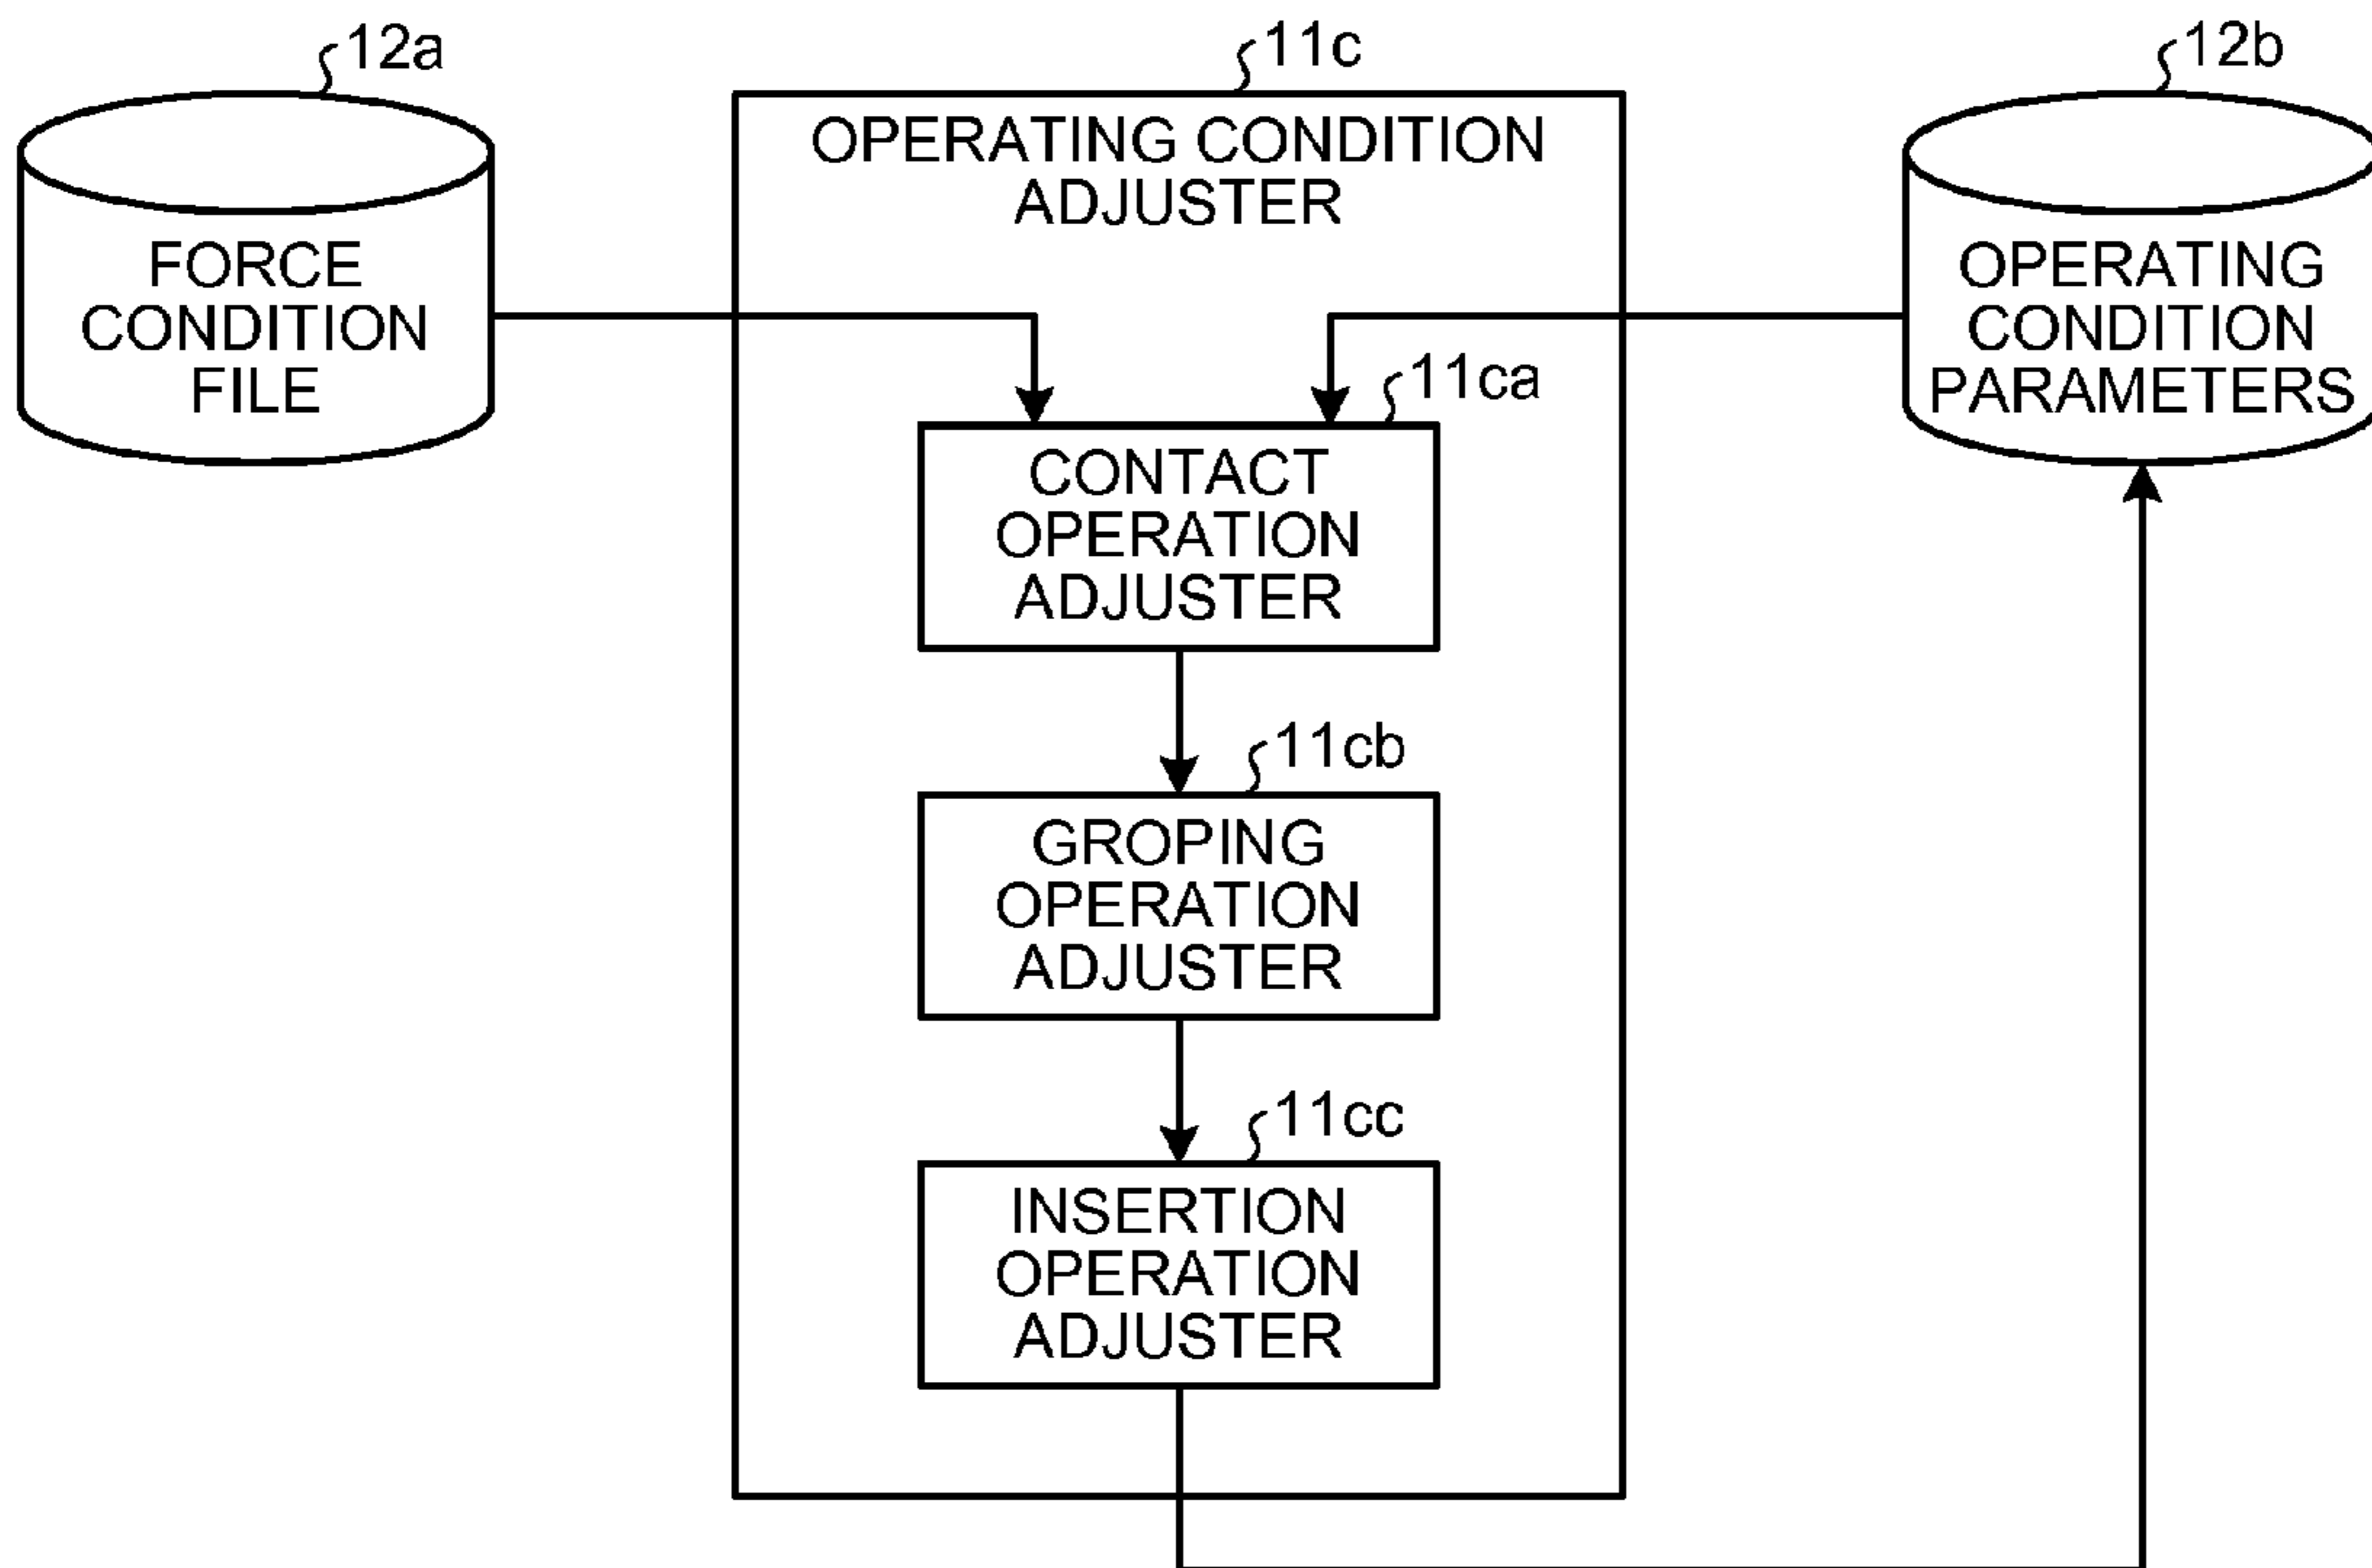 12a
11c
12b
OPERATING CONDITION
ADJUSTER
FORCE
CONDITION
FILE
OPERATING
CONDITION
PARAMETERS
11ca
CONTACT
OPERATION
ADJUSTER
11cb
GROPING
OPERATION
ADJUSTER
11cc
INSERTION
OPERATION
ADJUSTER